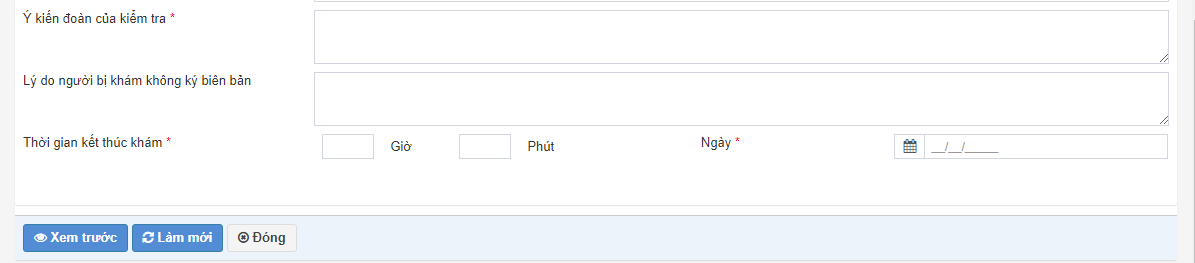 Ý kiến đoàn của kiểm tra *
Lý do người bị khám không ký biên bản
Thời gian kết thúc khám * Giờ Phút Ngày * __/__/____
Xem trước Làm mới Đóng